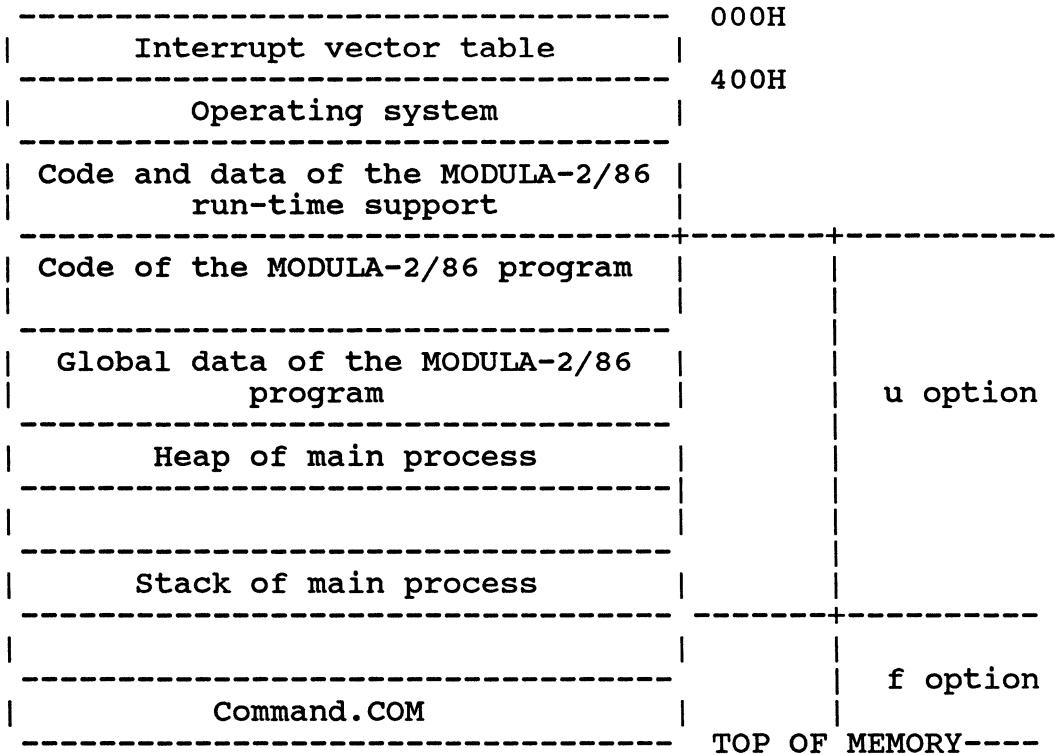 000H
Interrupt vector table
400H
Operating system
Code and data of the MODULA-2/86
run-time support
Code of the MODULA-2/86 program
Global data of the MODULA-2/86
program
u option
Heap of main process
Stack of main process
f option
Command.COM
TOP OF MEMORY